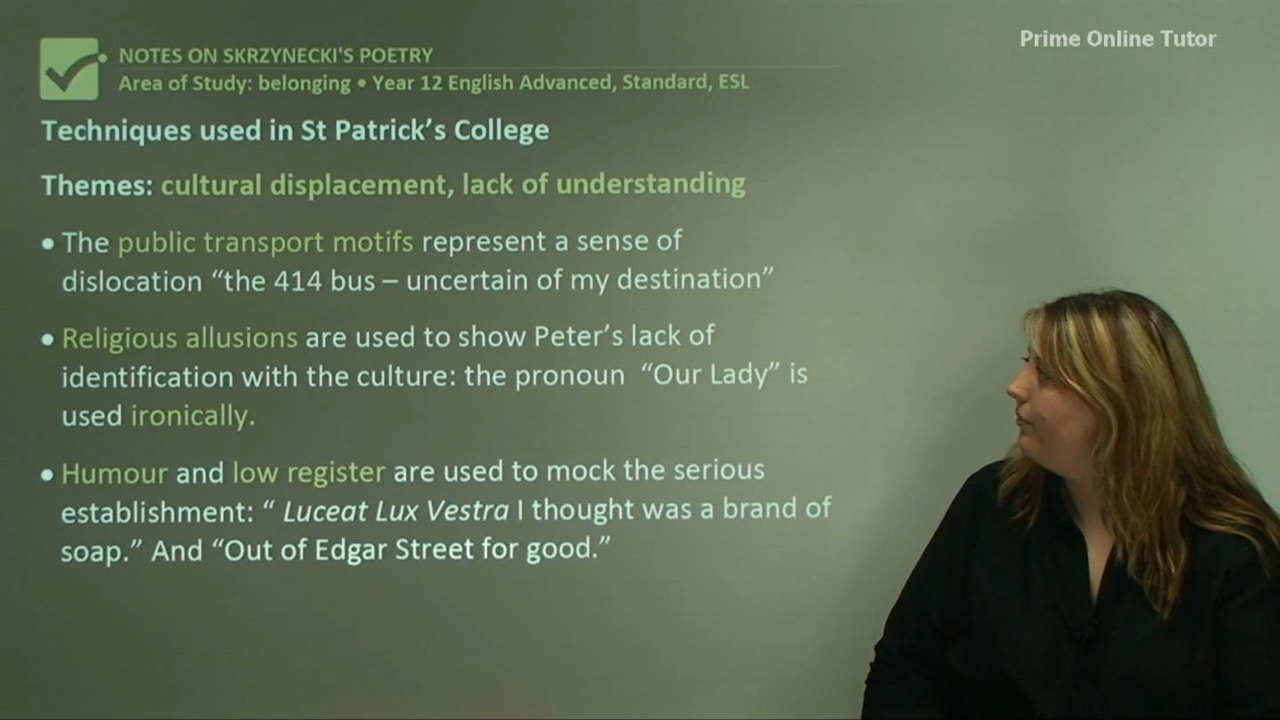 Prime Online Tutor
NOTES ON SKRZYNECKI'S POETRY
Area of Study: belonging • Year 12 English Advanced, Standard, ESL
Techniques used in St Patrick's College
Themes: cultural displacement, lack of understanding
• The public transport motifs represent a sense of
dislocation “the 414 bus – uncertain of my destination”
• Religious allusions are used to show Peter's lack of
identification with the culture: the pronoun “Our Lady” is
used ironically.
• Humour and low register are used to mock the serious
establishment: “ Luceat Lux Vestra I thought was a brand of
soap.” And “Out of Edgar Street for good.”